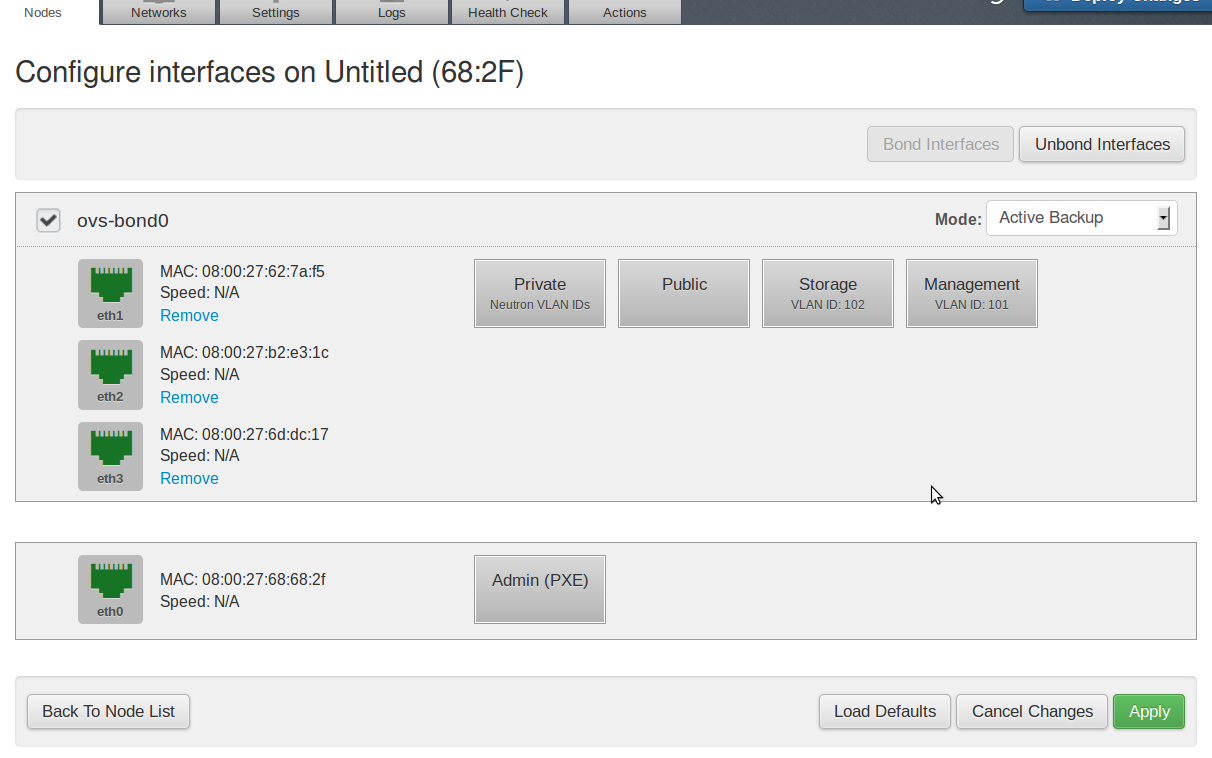 Nodes Networks Settings Logs Health Check Actions Deploy Changes
Configure interfaces on Untitled (68:2F)
Bond Interfaces Unbond Interfaces
ovs-bond0 Mode: Active Backup
MAC: 08:00:27:62:7a:f5
Speed: N/A
Remove
eth1
Private
Neutron VLAN IDs
Public
Storage
VLAN ID: 102
Management
VLAN ID: 101
MAC: 08:00:27:b2:e3:1c
Speed: N/A
Remove
eth2
MAC: 08:00:27:6d:dc:17
Speed: N/A
Remove
eth3
MAC: 08:00:27:68:68:2f
Speed: N/A
eth0
Admin (PXE)
Back To Node List Load Defaults Cancel Changes Apply